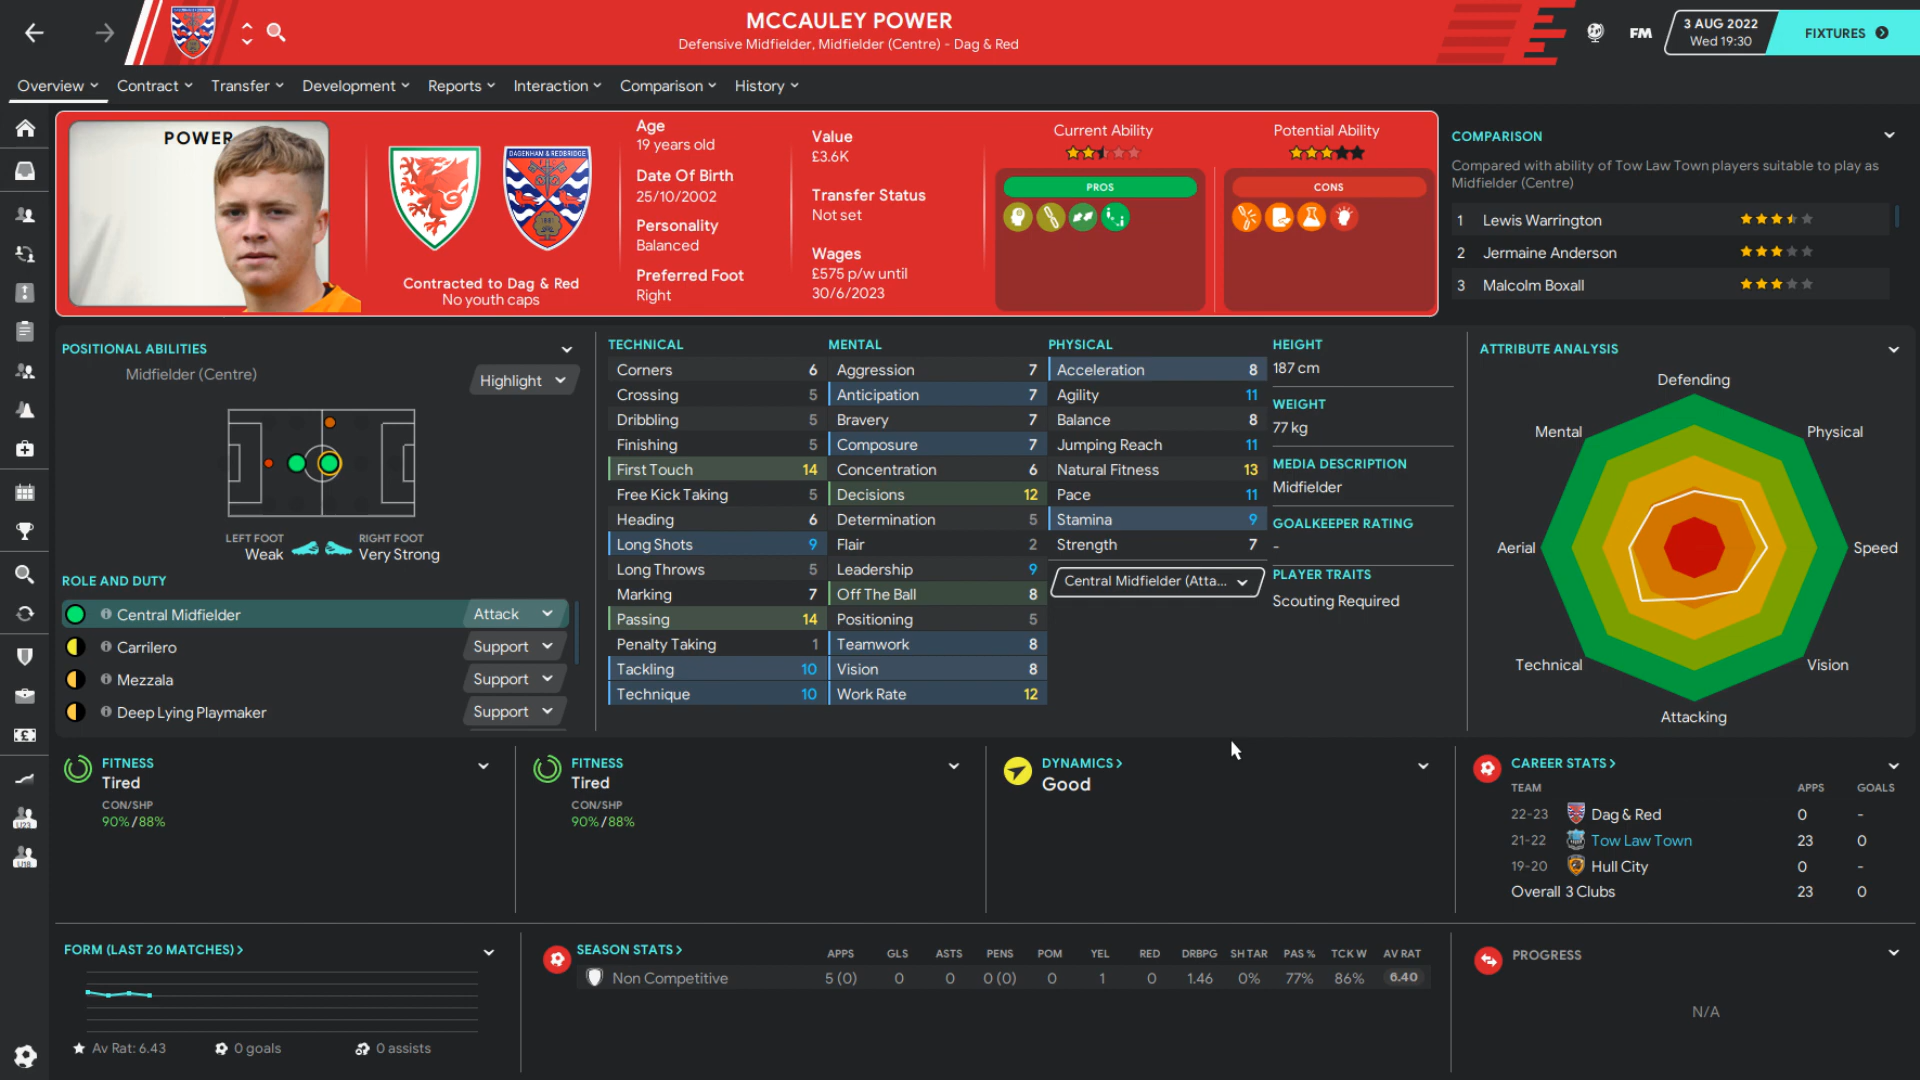 MCCAULEY POWER
Defensive Midfielder, Midfielder (Centre) - Dag & Red
FM
3 AUG 2022
Wed 19:30
FIXTURES
Overview
Contract
Transfer
Development
Reports
Interaction
Comparison
History
POWER
DAGENHAM & REDBRIDGE
Contracted to Dag & Red
No youth caps
Age
19 years old
Date Of Birth
25/10/2002
Personality
Balanced
Preferred Foot
Right
Value
£3.6K
Transfer Status
Not set
Wages
£575 p/w until
30/6/2023
Current Ability
PROS
Potential Ability
CONS
COMPARISON
Compared with ability of Tow Law Town players suitable to play as
Midfielder (Centre)
1 Lewis Warrington
2 Jermaine Anderson
3 Malcolm Boxall
POSITIONAL ABILITIES
Midfielder (Centre)
Highlight
LEFT FOOT
Weak
RIGHT FOOT
Very Strong
ROLE AND DUTY
Central Midfielder Attack
Carrilero Support
Mezzala Support
Deep Lying Playmaker Support
TECHNICAL
Corners 6
Crossing 5
Dribbling 5
Finishing 5
First Touch 14
Free Kick Taking 5
Heading 6
Long Shots 9
Long Throws 5
Marking 7
Passing 14
Penalty Taking 1
Tackling 10
Technique 10
MENTAL
Aggression 7
Anticipation 7
Bravery 7
Composure 7
Concentration 6
Decisions 12
Determination 5
Flair 2
Leadership 9
Off The Ball 8
Positioning 5
Teamwork 8
Vision 8
Work Rate 12
PHYSICAL
Acceleration 8
Agility 11
Balance 8
Jumping Reach 11
Natural Fitness 13
Pace 11
Stamina 9
Strength 7
Central Midfielder (Atta...
HEIGHT
187 cm
WEIGHT
77 kg
MEDIA DESCRIPTION
Midfielder
GOALKEEPER RATING
-
PLAYER TRAITS
Scouting Required
ATTRIBUTE ANALYSIS
Defending
Mental
Physical
Aerial
Speed
Technical
Vision
Attacking
FITNESS
Tired
CON/SHP
90%/88%
FITNESS
Tired
CON/SHP
90%/88%
DYNAMICS >
Good
CAREER STATS >
TEAM APPS GOALS
22-23 Dag & Red 0 -
21-22 Tow Law Town 23 0
19-20 Hull City 0 -
Overall 3 Clubs 23 0
FORM (LAST 20 MATCHES) >
Av Rat: 6.43
0 goals
0 assists
SEASON STATS >
APPS GLS ASTS PENS POM YEL RED DRBPG SH TAR PAS % TCK W AV RAT
Non Competitive 5 (0) 0 0 0 (0) 0 1 0 1.46 0% 77% 86% 6.40
PROGRESS
N/A
U23
U18